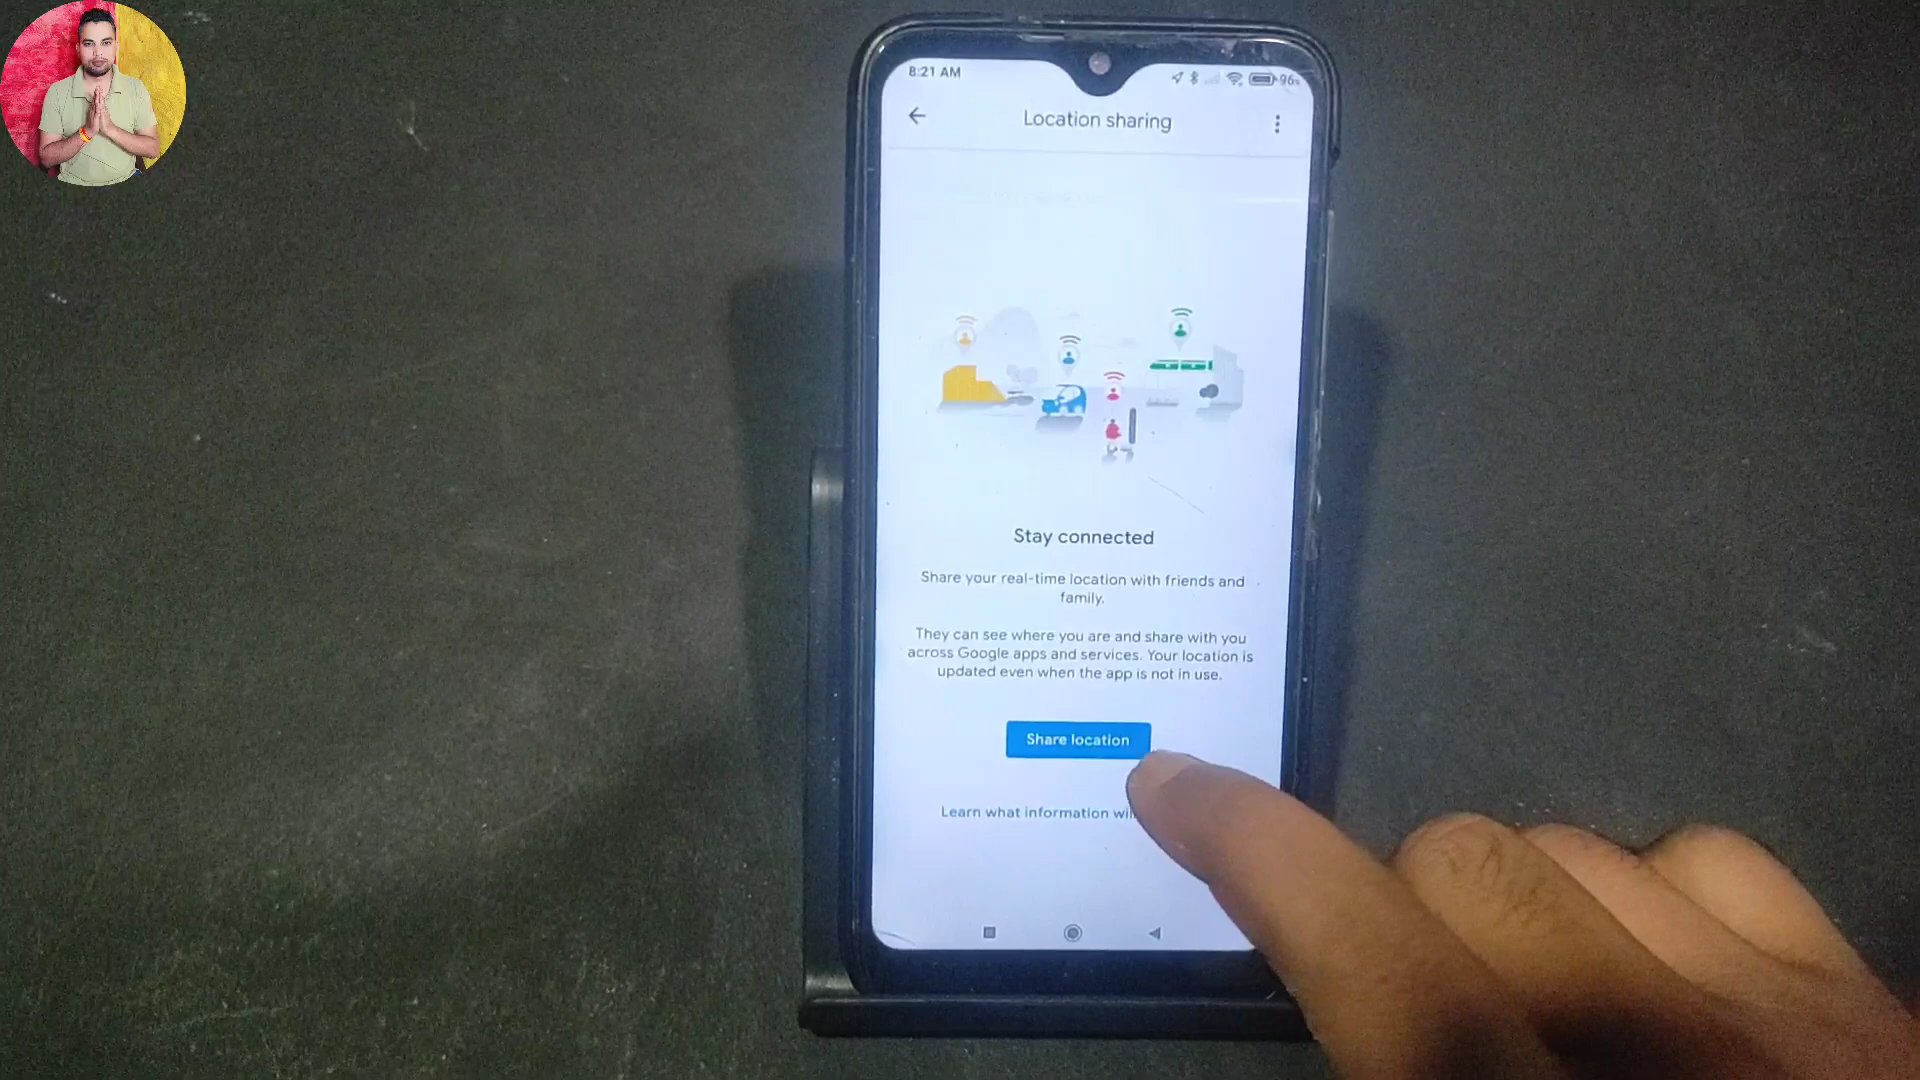 8:21 AM
96
Location sharing
Stay connected
Share your real-time location with friends and
family.
They can see where you are and share with you
across Google apps and services. Your location is
updated even when the app is not in use.
Share location
Learn what information